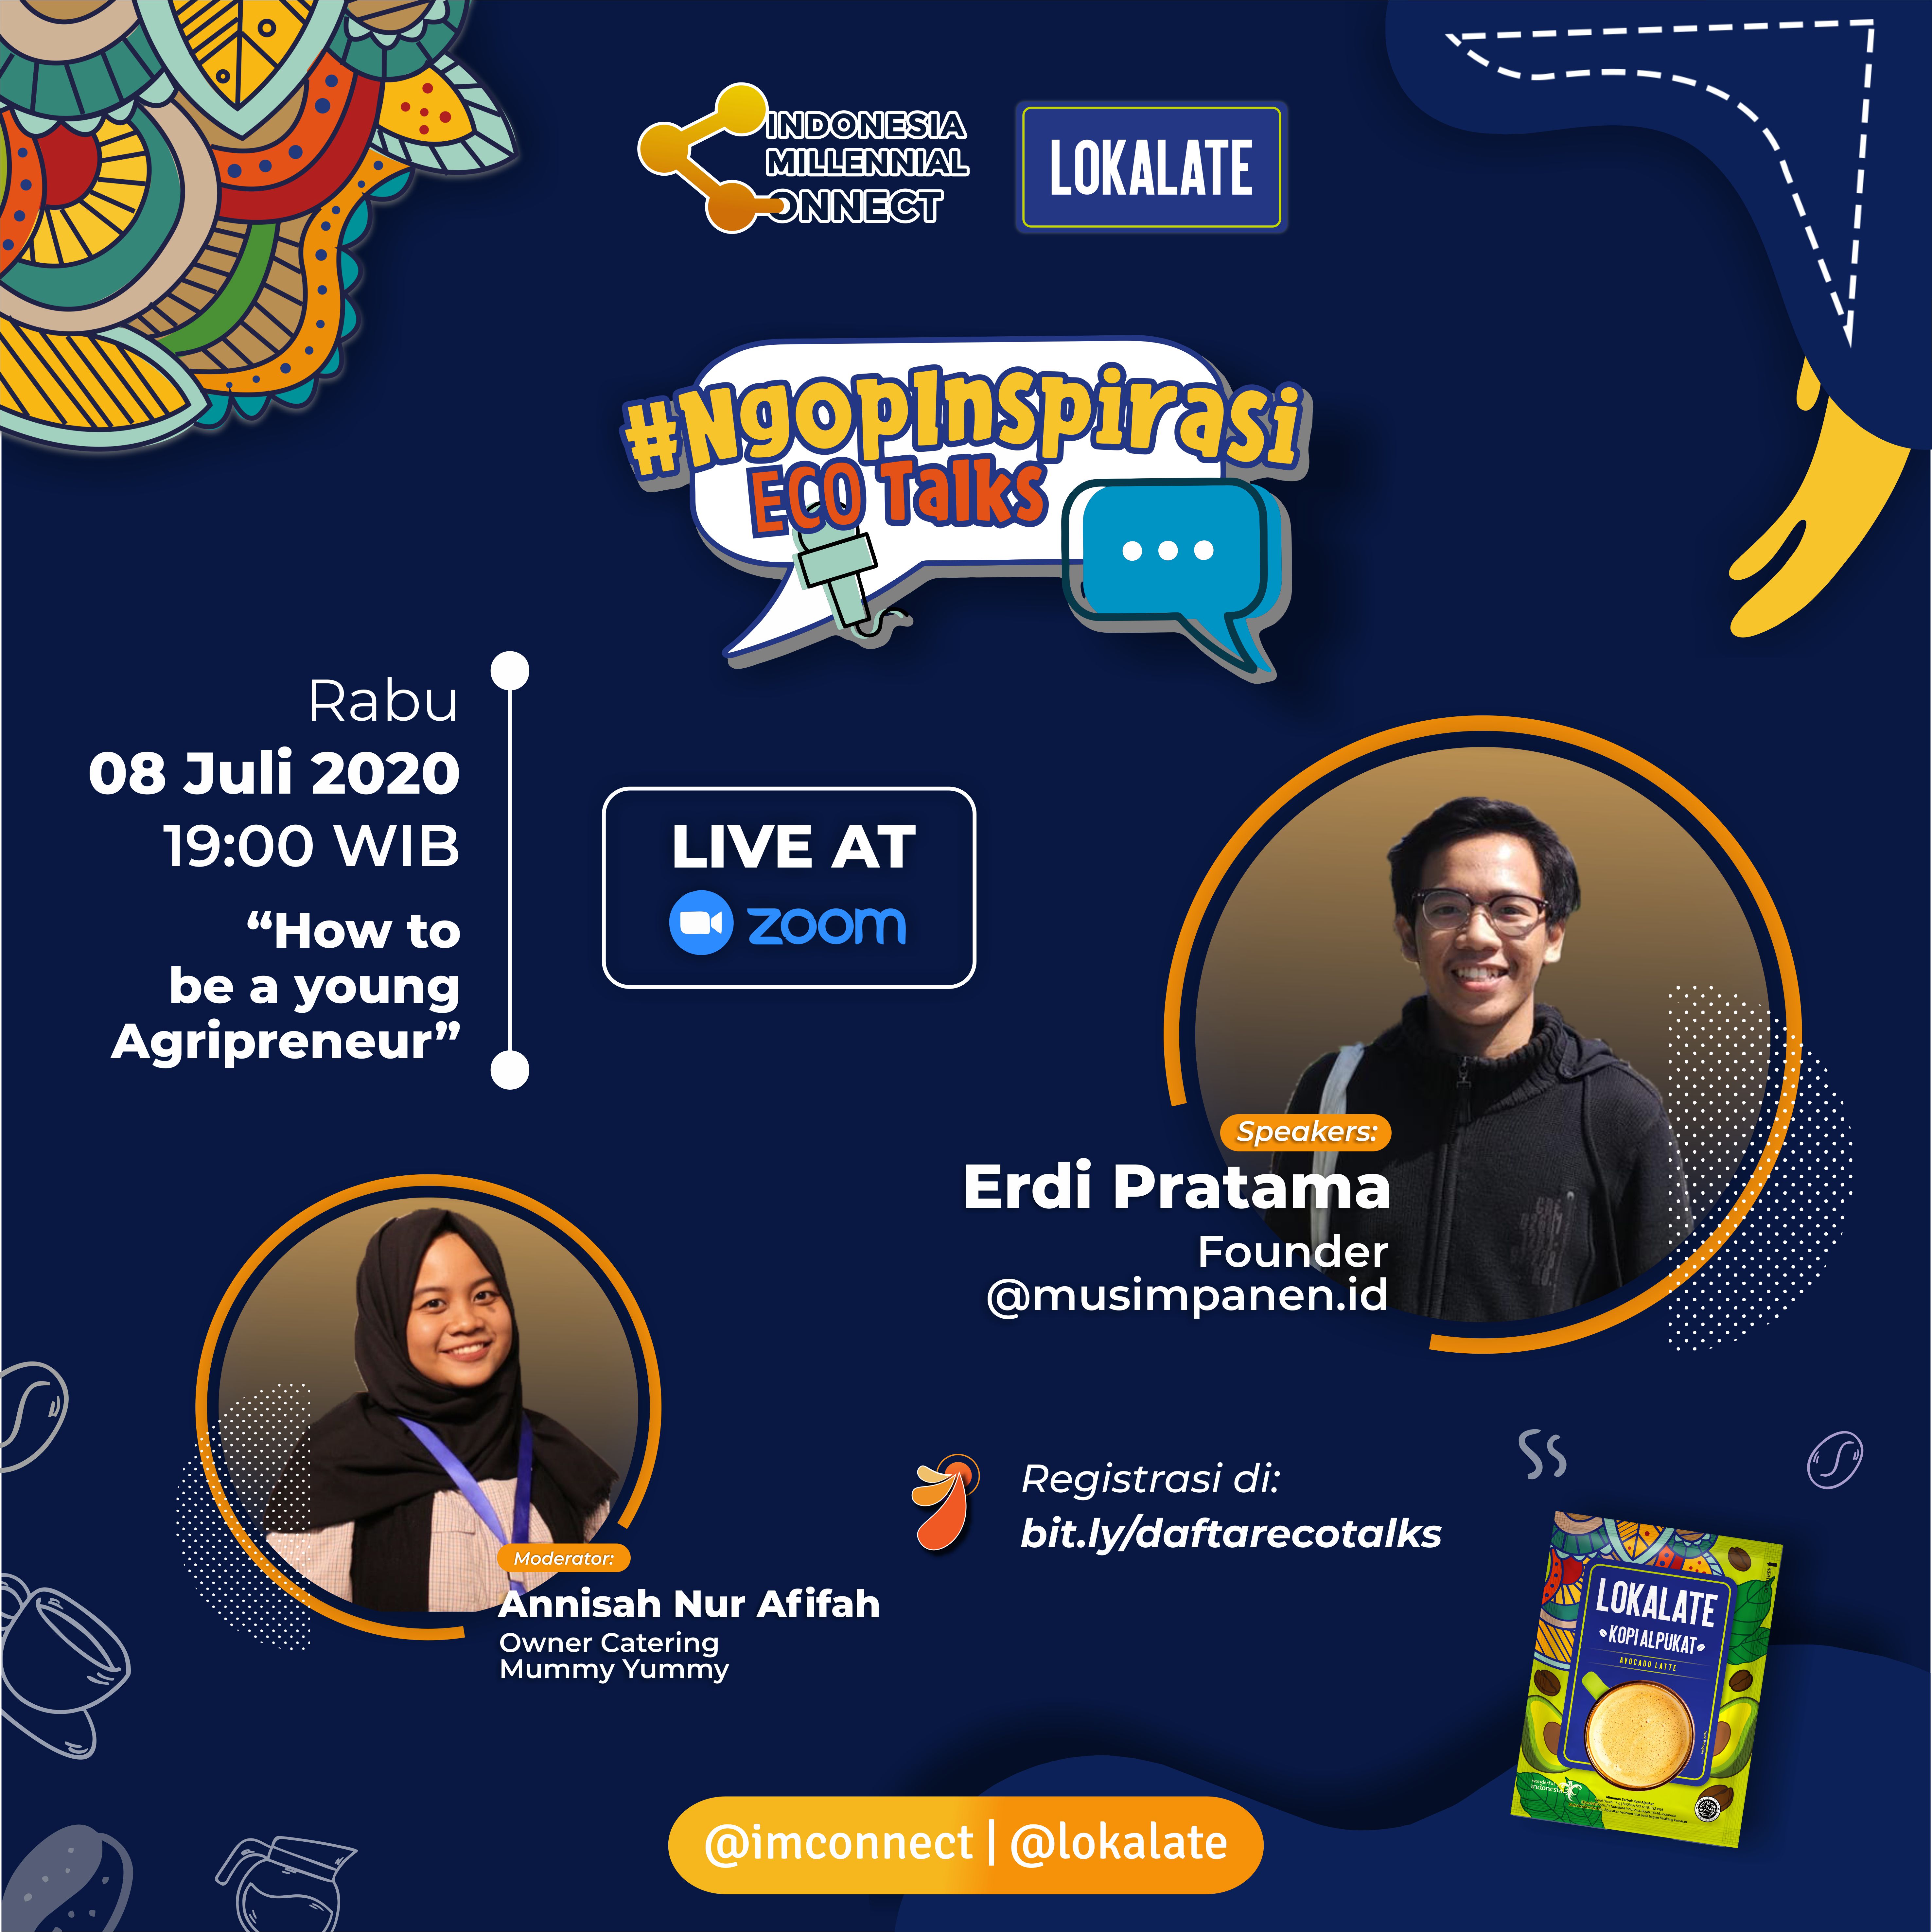 INDONESIA
MILLENNIAL
CONNECT
LOKALATE
#NgopInspirasi
ECO Talks
Rabu
08 Juli 2020
19:00 WIB
“How to
be a young
Agripreneur”
LIVE AT
zoom
Speakers:
Erdi Pratama
Founder
@musimpanen.id
Moderator:
Annisah Nur Afifah
Owner Catering
Mummy Yummy
Registrasi di:
bit.ly/daftarecotalks
LOKALATE
KOPI ALPUKAT
AVOCADO LATTE
wonderful
indonesia
@imconnect | @lokalate